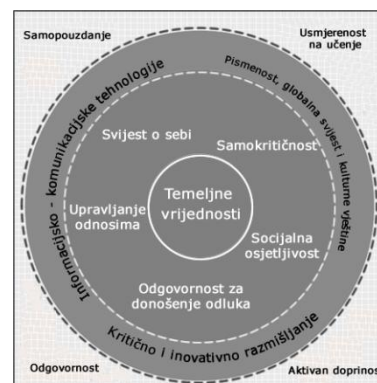 Samopouzdanje
Usmjerenost
na učenje
Informacijsko - komunikacijske tehnologije
Pismenost, globalna svijest i kulturne vještine
Svijest o sebi
Samokritičnost
Temeljne
vrijednosti
Upravljanje
odnosima
Socijalna
osjetljivost
Odgovornost za
donošenje odluka
Kritično i inovativno razmišljanje
Odgovornost
Aktivan doprinos